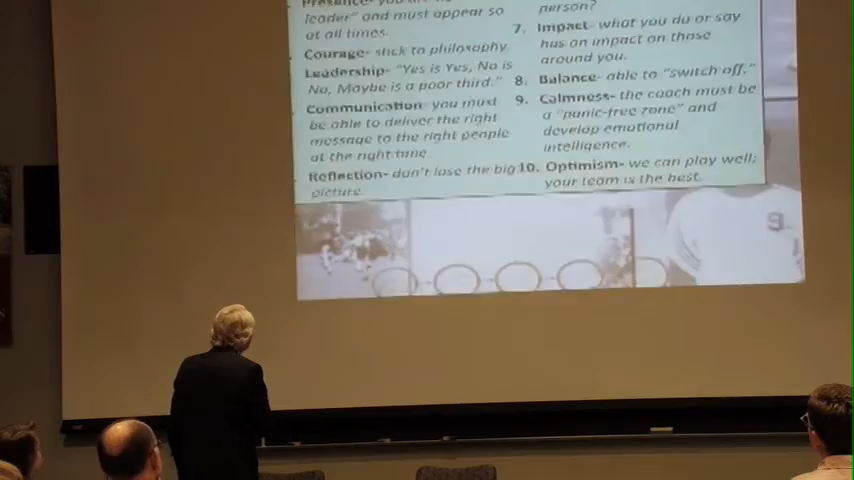 leader" and must appear so
at all times.
Courage- stick to philosophy
Leadership- "Yes is Yes, No is
No, Maybe is a poor third."
Communication- you must
be able to deliver the right
message to the right people
at the right time
Reflection- don't lose the big
picture.
person?
7. Impact- what you do or say
has an impact on those
around you.
8. Balance- able to "switch off."
9. Calmness- the coach must be
a "panic-free zone" and
develop emotional
intelligence.
10. Optimism- we can play well;
your team is the best.
9